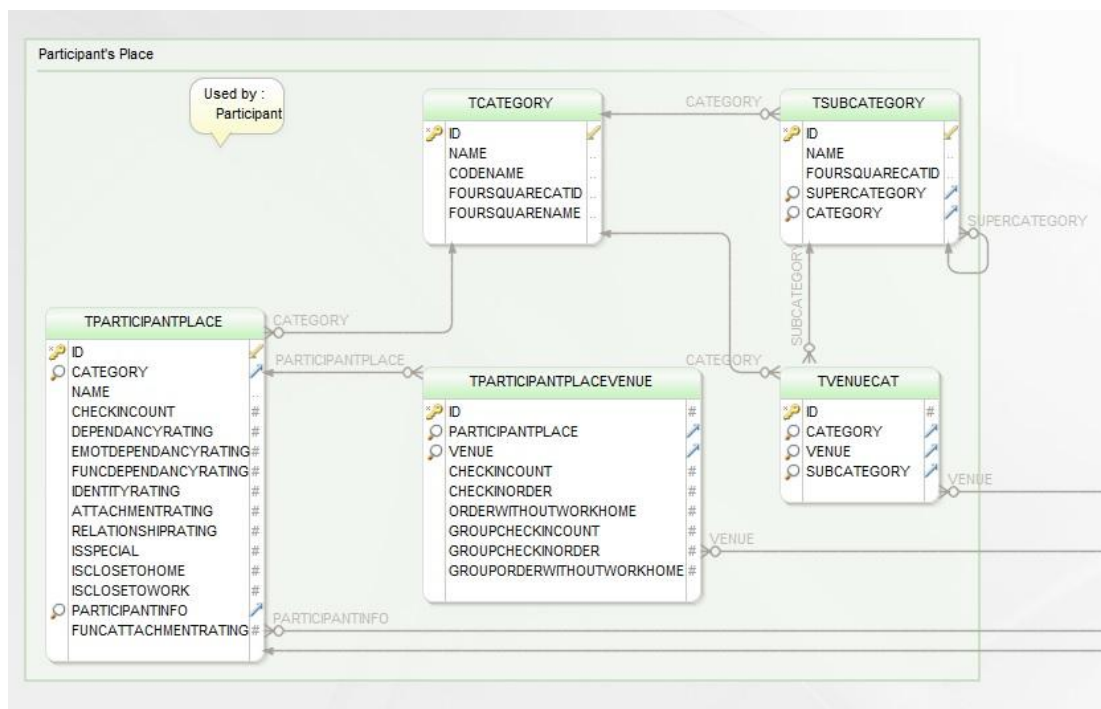 Participant's Place
Used by :
Participant
TCATEGORY
ID
NAME
CODENAME
FOURSQUARECATID
FOURSQUARENAME
CATEGORY
TSUBCATEGORY
ID
NAME
FOURSQUARECATID
SUPERCATEGORY
CATEGORY
SUPERCATEGORY
SUBCATEGORY
TPARTICIPANTPLACE
ID
CATEGORY
NAME
CHECKINCOUNT #
DEPENDANCYRATING #
EMOTDEPENDANCYRATING #
FUNCDEPENDANCYRATING #
IDENTITYRATING #
ATTACHMENTRATING #
RELATIONSHIPRATING #
ISSPECIAL #
ISCLOSETOHOME #
ISCLOSETOWORK #
PARTICIPANTINFO
FUNCATTACHMENTRATING #
CATEGORY
PARTICIPANTPLACE
PARTICIPANTINFO
TPARTICIPANTPLACEVENUE
ID #
PARTICIPANTPLACE
VENUE
CHECKINCOUNT #
CHECKINORDER #
ORDERWITHOUTWORKHOME #
GROUPCHECKINCOUNT #
GROUPCHECKINORDER #
GROUPORDERWITHOUTWORKHOME #
CATEGORY
VENUE
TVENUECAT
ID #
CATEGORY
VENUE
SUBCATEGORY
VENUE